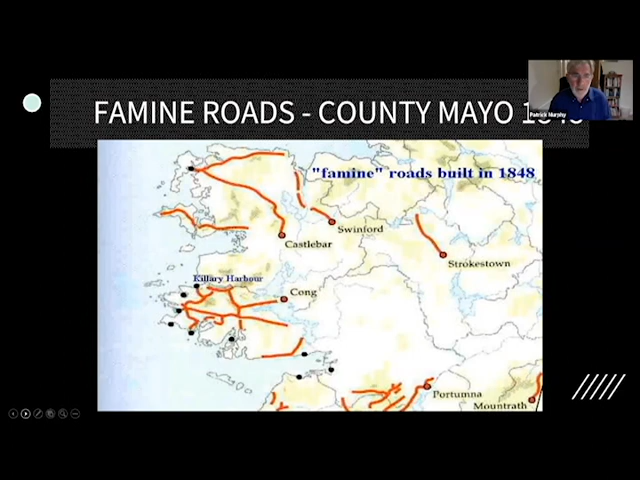 FAMINE ROADS - COUNTY MAYO
Patrick Murphy
"famine" roads built in 1848
Swinford
Castlebar
Strokestown
Killary Harbour
Cong
Portumna
Mountrath